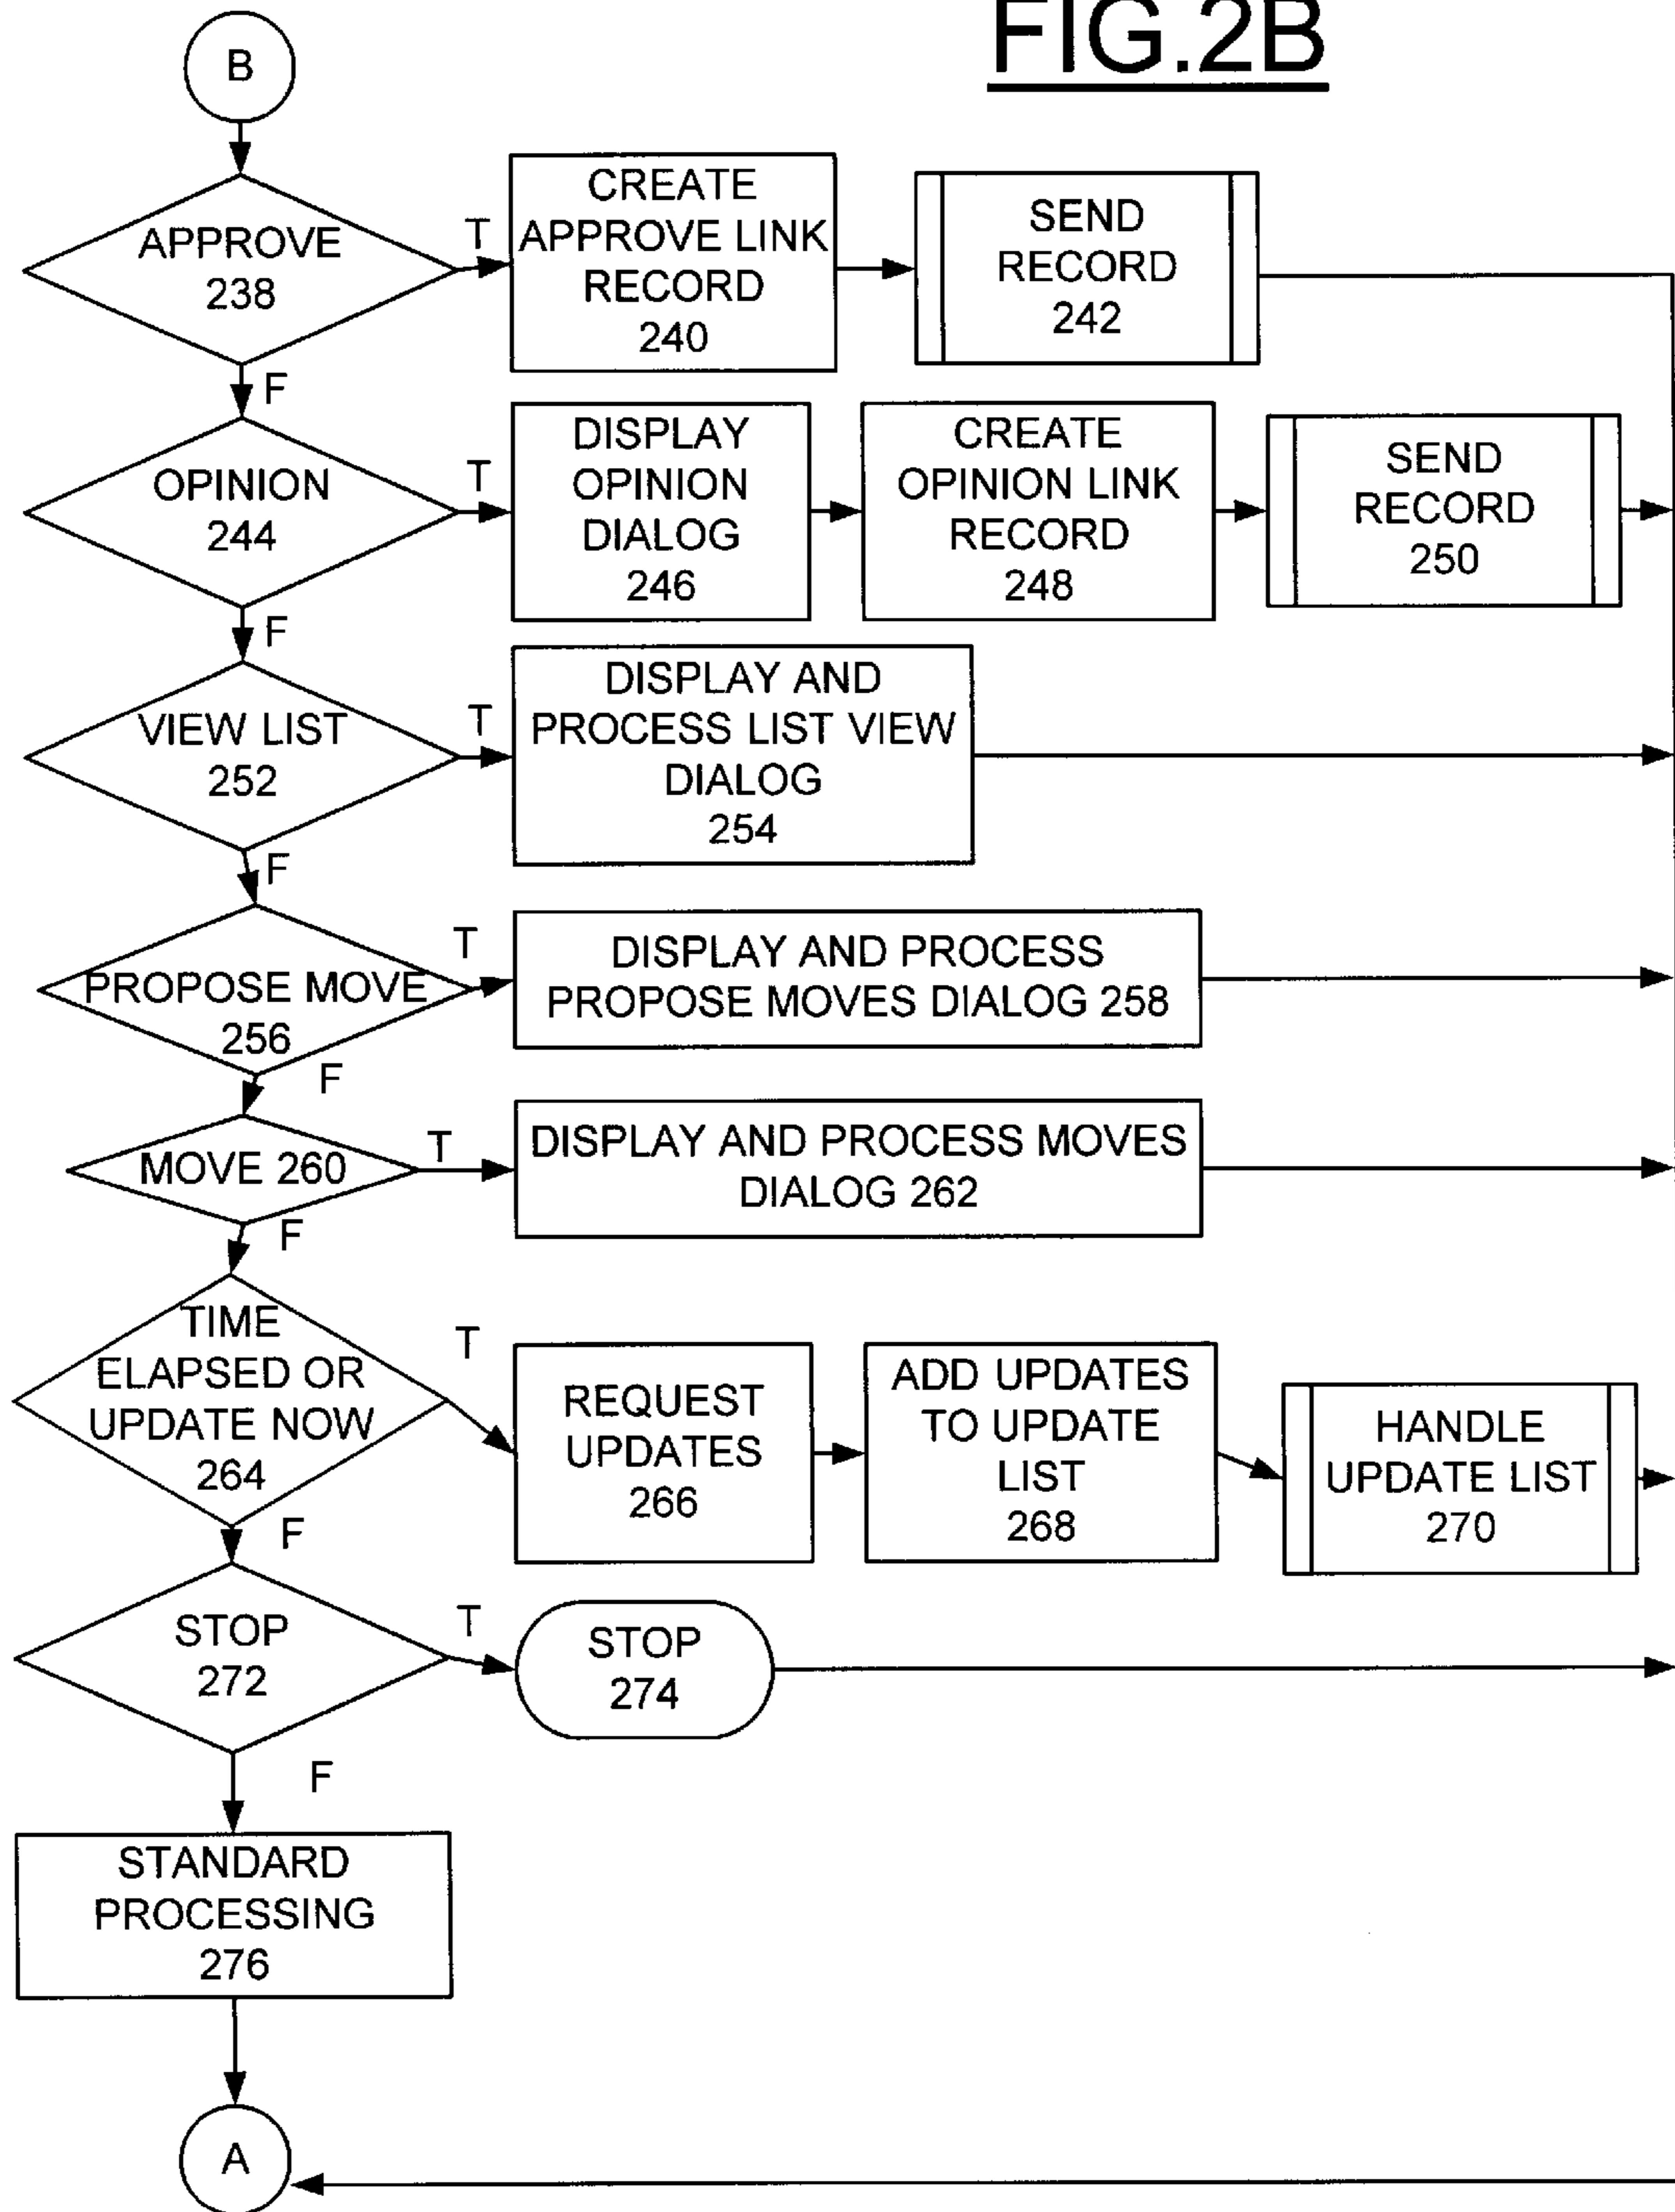 FIG.2B
B
APPROVE
238
T
CREATE
APPROVE LINK
RECORD
240
SEND
RECORD
242
F
OPINION
244
T
DISPLAY
OPINION
DIALOG
246
CREATE
OPINION LINK
RECORD
248
SEND
RECORD
250
F
VIEW LIST
252
T
DISPLAY AND
PROCESS LIST VIEW
DIALOG
254
F
PROPOSE MOVE
256
T
DISPLAY AND PROCESS
PROPOSE MOVES DIALOG 258
F
MOVE 260
T
DISPLAY AND PROCESS MOVES
DIALOG 262
F
TIME
ELAPSED OR
UPDATE NOW
264
T
REQUEST
UPDATES
266
ADD UPDATES
TO UPDATE
LIST
268
HANDLE
UPDATE LIST
270
F
STOP
272
T
STOP
274
F
STANDARD
PROCESSING
276
A